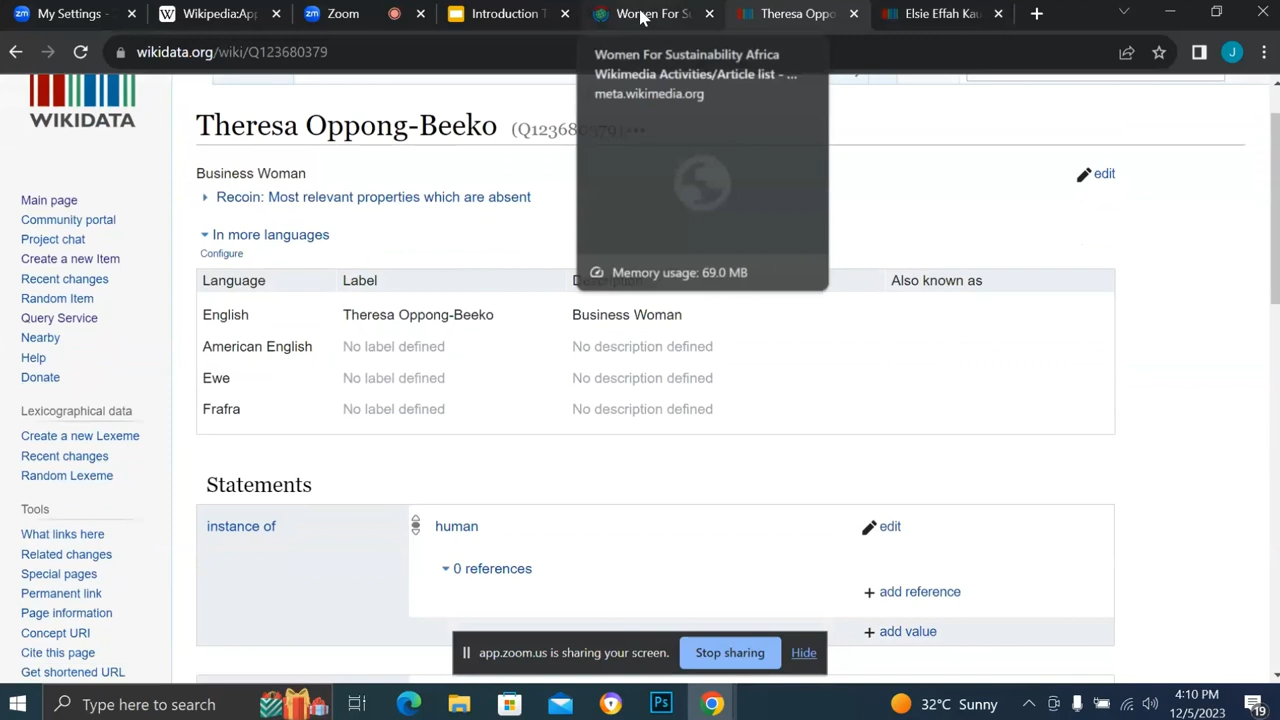 My Settings -
Wikipedia:Ap
Zoom
Introduction T
Women For Su
Theresa Oppo
Elsie Effah Kau
wikidata.org/wiki/Q123680379
J
Women For Sustainability Africa
Wikimedia Activities/Article list - ...
meta.wikimedia.org
Memory usage: 69.0 MB
WIKIDATA
Main page
Community portal
Project chat
Create a new Item
Recent changes
Random Item
Query Service
Nearby
Help
Donate
Lexicographical data
Create a new Lexeme
Recent changes
Random Lexeme
Tools
What links here
Related changes
Special pages
Permanent link
Page information
Concept URI
Cite this page
Get shortened URL
Theresa Oppong-Beeko (Q123680379)
Business Woman
edit
Recoin: Most relevant properties which are absent
In more languages
Configure
Language Label Description Also known as
English Theresa Oppong-Beeko Business Woman
American English No label defined No description defined
Ewe No label defined No description defined
Frafra No label defined No description defined
Statements
instance of human edit
0 references
+ add reference
+ add value
app.zoom.us is sharing your screen. Stop sharing Hide
Type here to search
Ps
32°C Sunny
4:10 PM
12/5/2023
19